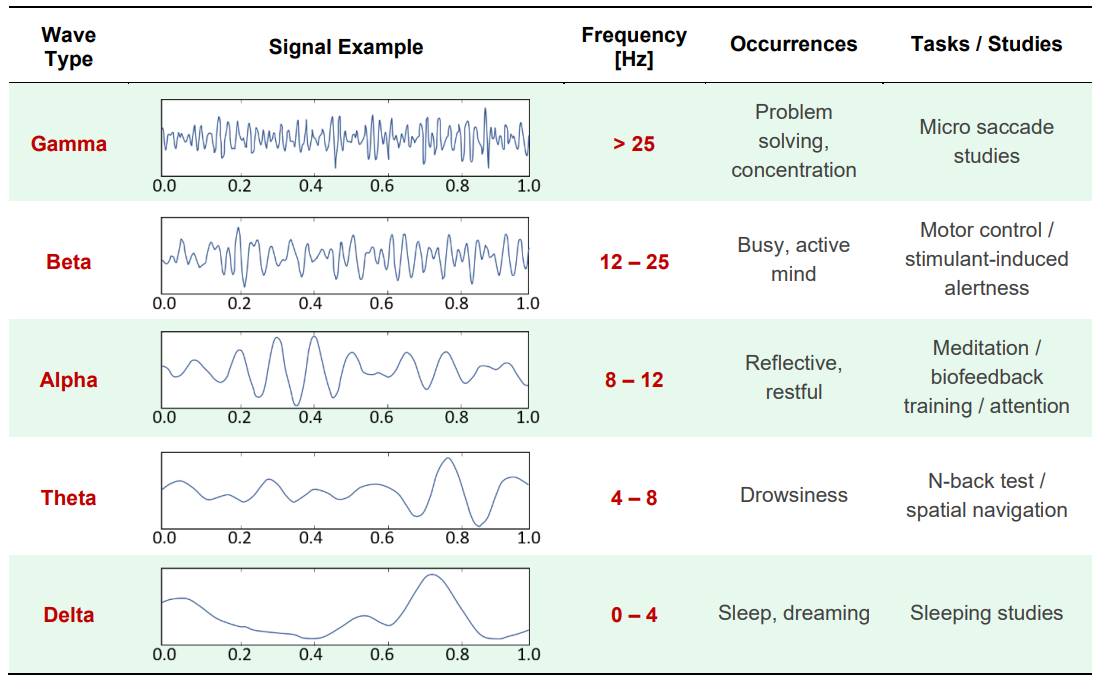 Wave Type
Signal Example
Frequency [Hz]
Occurrences
Tasks / Studies
Gamma
0.0 0.2 0.4 0.6 0.8 1.0
> 25
Problem
solving,
concentration
Micro saccade
studies
Beta
0.0 0.2 0.4 0.6 0.8 1.0
12 – 25
Busy, active
mind
Motor control /
stimulant-induced
alertness
Alpha
0.0 0.2 0.4 0.6 0.8 1.0
8 – 12
Reflective,
restful
Meditation /
biofeedback
training / attention
Theta
0.0 0.2 0.4 0.6 0.8 1.0
4 – 8
Drowsiness
N-back test /
spatial navigation
Delta
0.0 0.2 0.4 0.6 0.8 1.0
0 – 4
Sleep, dreaming
Sleeping studies